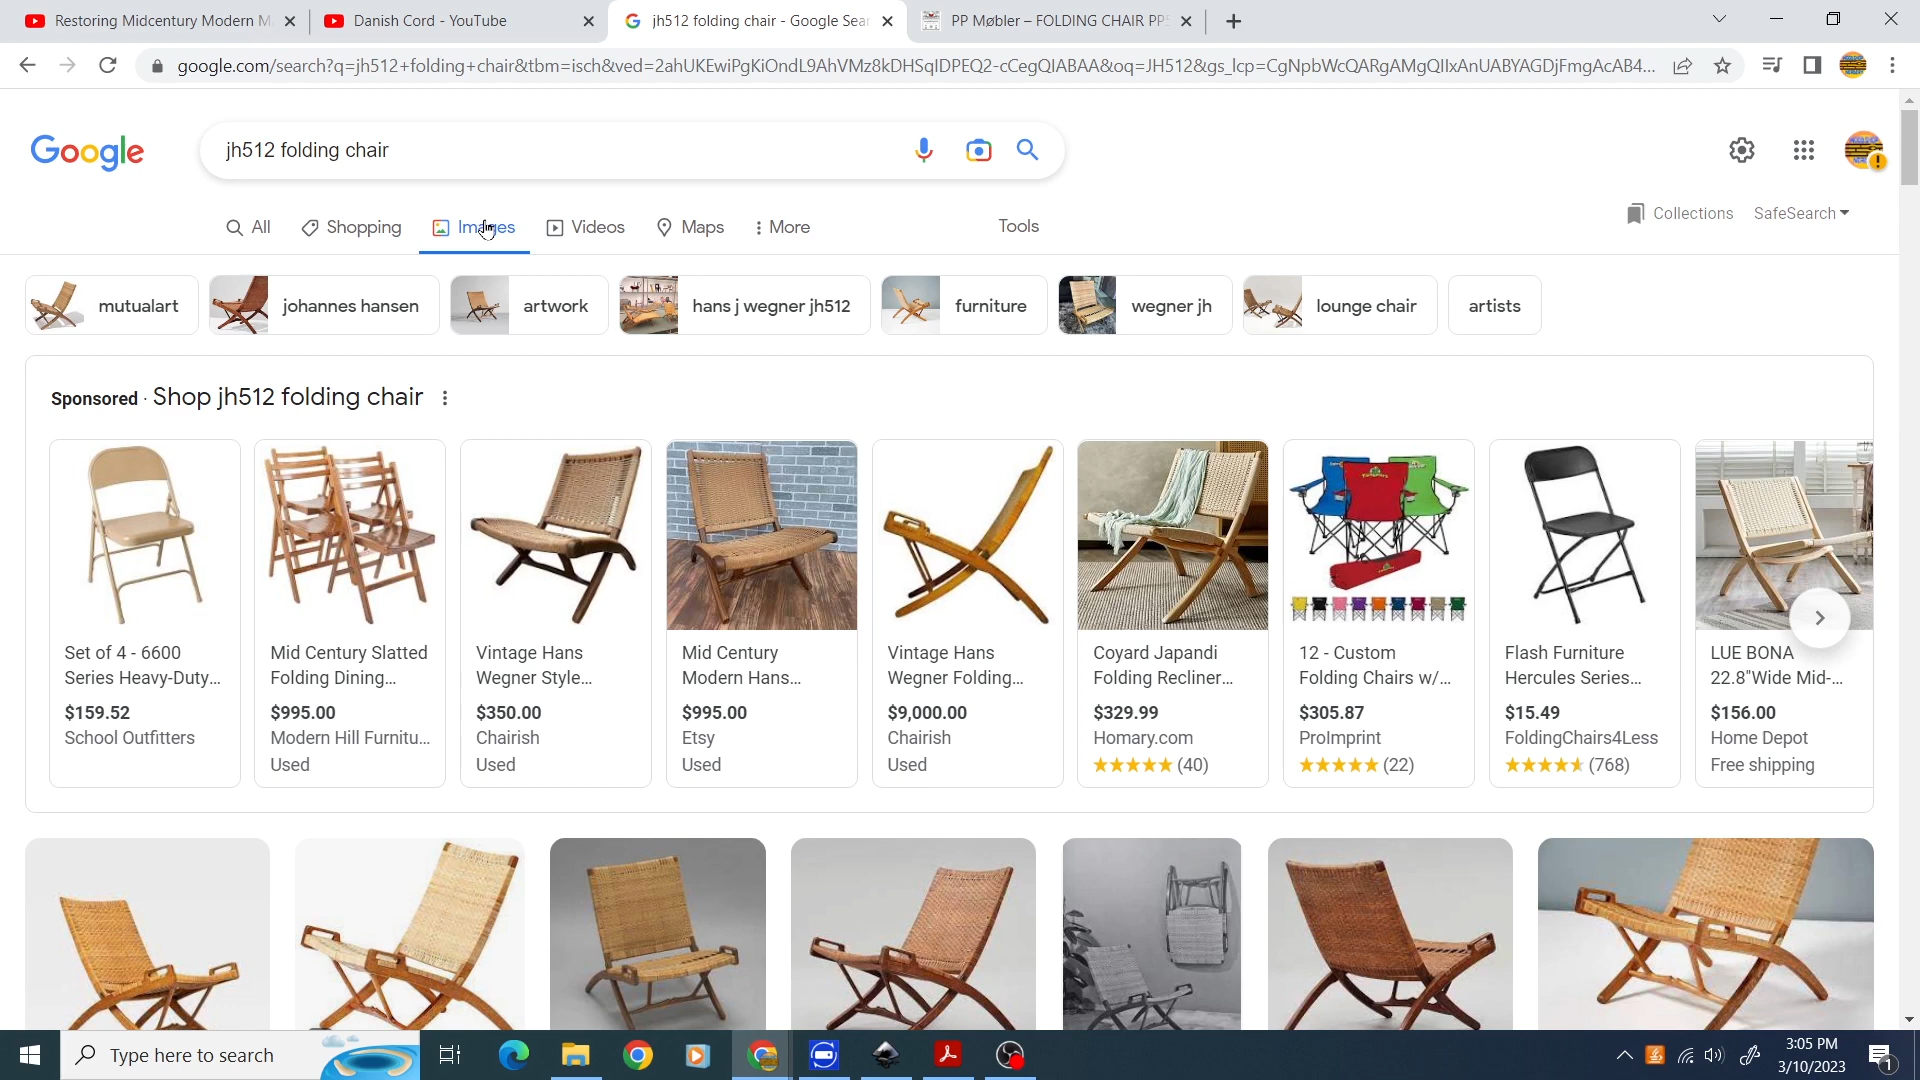 Restoring Midcentury Modern M
Danish Cord - YouTube
jh512 folding chair - Google Sear
PP Møbler – FOLDING CHAIR PP5
google.com/search?q=jh512+folding+chair&tbm=isch&ved=2ahUKEwiPgKiOndL9AhVMz8kDHSqIDPEQ2-cCegQIABAA&oq=JH512&gs_lcp=CgNpbWcQARgAMgQIIxAnUABYAGDjFmgAcAB4...
Google
jh512 folding chair
All
Shopping
Images
Videos
Maps
More
Tools
Collections
SafeSearch
mutualart
johannes hansen
artwork
hans j wegner jh512
furniture
wegner jh
lounge chair
artists
Sponsored · Shop jh512 folding chair
Set of 4 - 6600
Series Heavy-Duty...
$159.52
School Outfitters
Mid Century Slatted
Folding Dining...
$995.00
Modern Hill Furnitu...
Used
Vintage Hans
Wegner Style...
$350.00
Chairish
Used
Mid Century
Modern Hans...
$995.00
Etsy
Used
Vintage Hans
Wegner Folding...
$9,000.00
Chairish
Used
Coyard Japandi
Folding Recliner...
$329.99
Homary.com
(40)
12 - Custom
Folding Chairs w/...
$305.87
ProImprint
(22)
Flash Furniture
Hercules Series...
$15.49
FoldingChairs4Less
(768)
LUE BONA
22.8"Wide Mid-...
$156.00
Home Depot
Free shipping
Type here to search
3:05 PM
3/10/2023
1